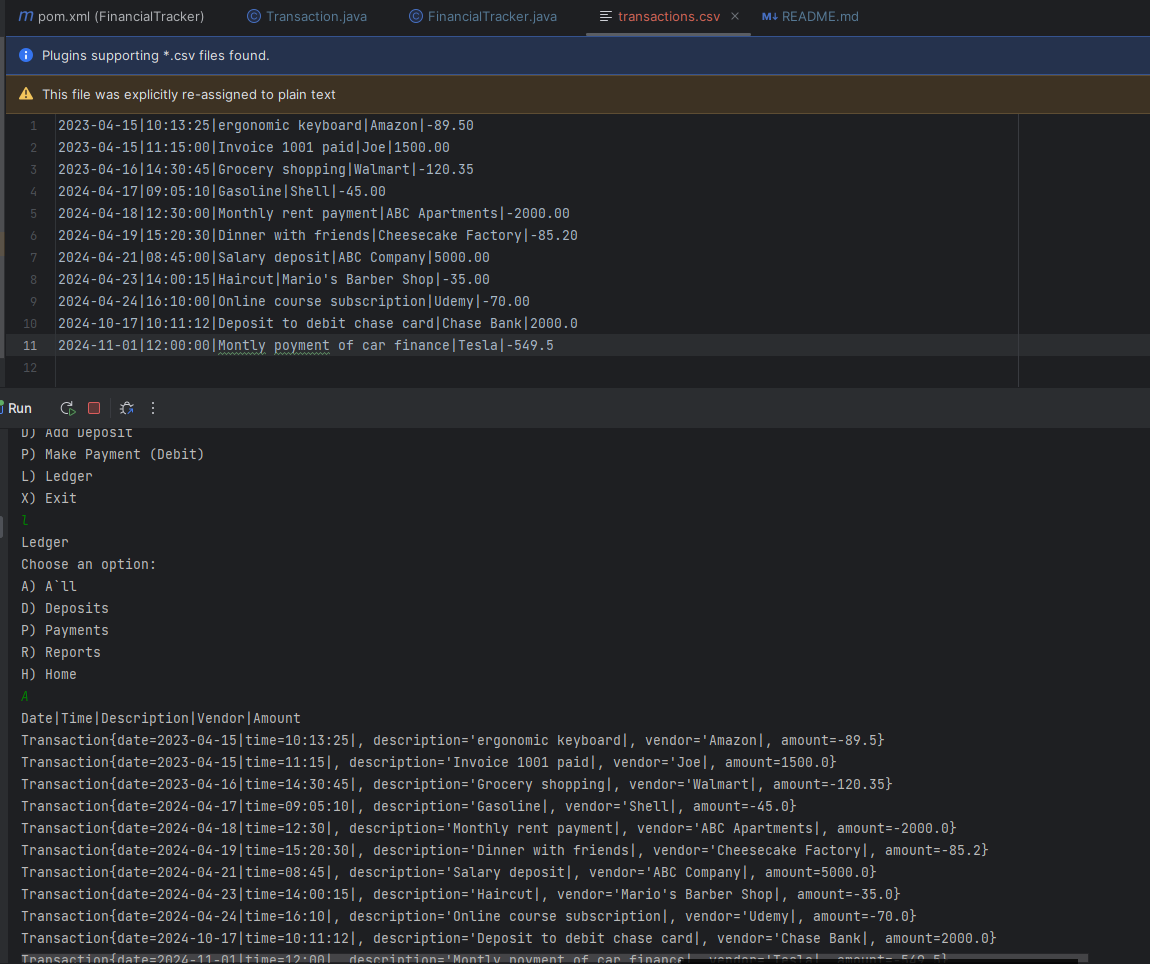 m pom.xml (FinancialTracker) © Transaction.java © FinancialTracker.java transactions.csv × M↓ README.md
Plugins supporting *.csv files found.
This file was explicitly re-assigned to plain text
1 2023-04-15|10:13:25|ergonomic keyboard|Amazon|-89.50
2 2023-04-15|11:15:00|Invoice 1001 paid|Joe|1500.00
3 2023-04-16|14:30:45|Grocery shopping|Walmart|-120.35
4 2024-04-17|09:05:10|Gasoline|Shell|-45.00
5 2024-04-18|12:30:00|Monthly rent payment|ABC Apartments|-2000.00
6 2024-04-19|15:20:30|Dinner with friends|Cheesecake Factory|-85.20
7 2024-04-21|08:45:00|Salary deposit|ABC Company|5000.00
8 2024-04-23|14:00:15|Haircut|Mario's Barber Shop|-35.00
9 2024-04-24|16:10:00|Online course subscription|Udemy|-70.00
10 2024-10-17|10:11:12|Deposit to debit chase card|Chase Bank|2000.0
11 2024-11-01|12:00:00|Montly poyment of car finance|Tesla|-549.5
12
Run
D) Add Deposit
P) Make Payment (Debit)
L) Ledger
X) Exit
l
Ledger
Choose an option:
A) A`ll
D) Deposits
P) Payments
R) Reports
H) Home
A
Date|Time|Description|Vendor|Amount
Transaction{date=2023-04-15|time=10:13:25|, description='ergonomic keyboard|, vendor='Amazon|, amount=-89.5}
Transaction{date=2023-04-15|time=11:15|, description='Invoice 1001 paid|, vendor='Joe|, amount=1500.0}
Transaction{date=2023-04-16|time=14:30:45|, description='Grocery shopping|, vendor='Walmart|, amount=-120.35}
Transaction{date=2024-04-17|time=09:05:10|, description='Gasoline|, vendor='Shell|, amount=-45.0}
Transaction{date=2024-04-18|time=12:30|, description='Monthly rent payment|, vendor='ABC Apartments|, amount=-2000.0}
Transaction{date=2024-04-19|time=15:20:30|, description='Dinner with friends|, vendor='Cheesecake Factory|, amount=-85.2}
Transaction{date=2024-04-21|time=08:45|, description='Salary deposit|, vendor='ABC Company|, amount=5000.0}
Transaction{date=2024-04-23|time=14:00:15|, description='Haircut|, vendor='Mario's Barber Shop|, amount=-35.0}
Transaction{date=2024-04-24|time=16:10|, description='Online course subscription|, vendor='Udemy|, amount=-70.0}
Transaction{date=2024-10-17|time=10:11:12|, description='Deposit to debit chase card|, vendor='Chase Bank|, amount=2000.0}
Transaction{date=2024-11-01|time=12:00|, description='Montly poyment of car finance|, vendor='Tesla|, amount=-549.5}